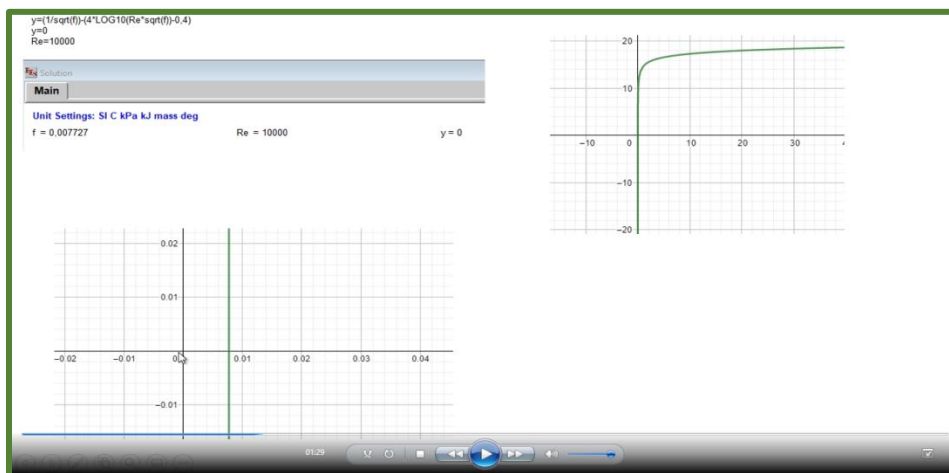 y=(1/sqrt(f))-(4*LOG10(Re*sqrt(f))-0,4)
y=0
Re=10000
Solution
Main
Unit Settings: SI C kPa kJ mass deg
f = 0,007727 Re = 10000 y = 0
20
10
−10 0 10 20 30
−10
−20
0.02
0.01
−0.02 −0.01 0.01 0.02 0.03 0.04
−0.01
01:29